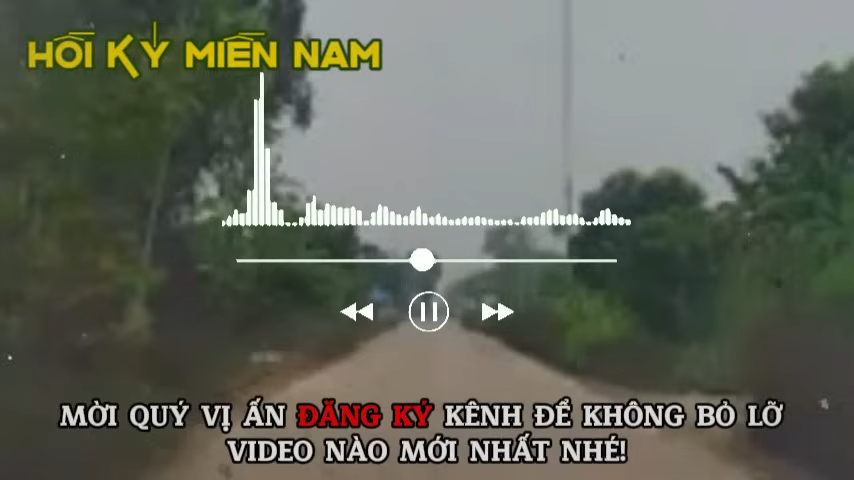 HỒI KÝ MIỀN NAM
MỜI QUÝ VỊ ẤN ĐĂNG KÝ KÊNH ĐỂ KHÔNG BỎ LỠ
VIDEO NÀO MỚI NHẤT NHÉ!